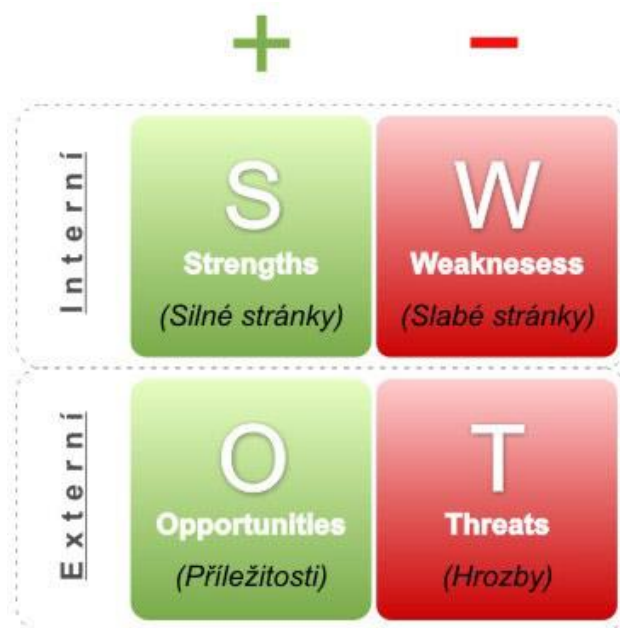 + −
Interní
S
Strengths
(Silné stránky)
W
Weaknesess
(Slabé stránky)
Externí
O
Opportunities
(Příležitosti)
T
Threats
(Hrozby)